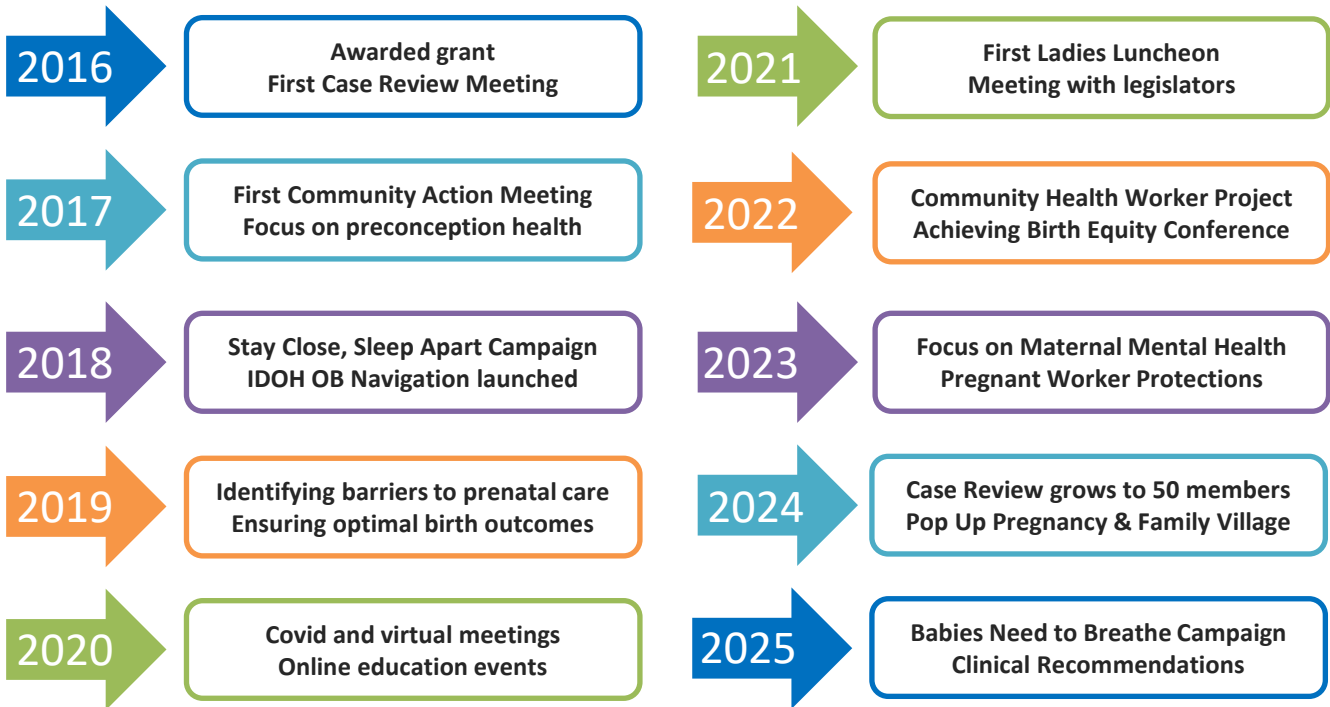 2016
Awarded grant
First Case Review Meeting
2017
First Community Action Meeting
Focus on preconception health
2018
Stay Close, Sleep Apart Campaign
IDOH OB Navigation launched
2019
Identifying barriers to prenatal care
Ensuring optimal birth outcomes
2020
Covid and virtual meetings
Online education events
2021
First Ladies Luncheon
Meeting with legislators
2022
Community Health Worker Project
Achieving Birth Equity Conference
2023
Focus on Maternal Mental Health
Pregnant Worker Protections
2024
Case Review grows to 50 members
Pop Up Pregnancy & Family Village
2025
Babies Need to Breathe Campaign
Clinical Recommendations